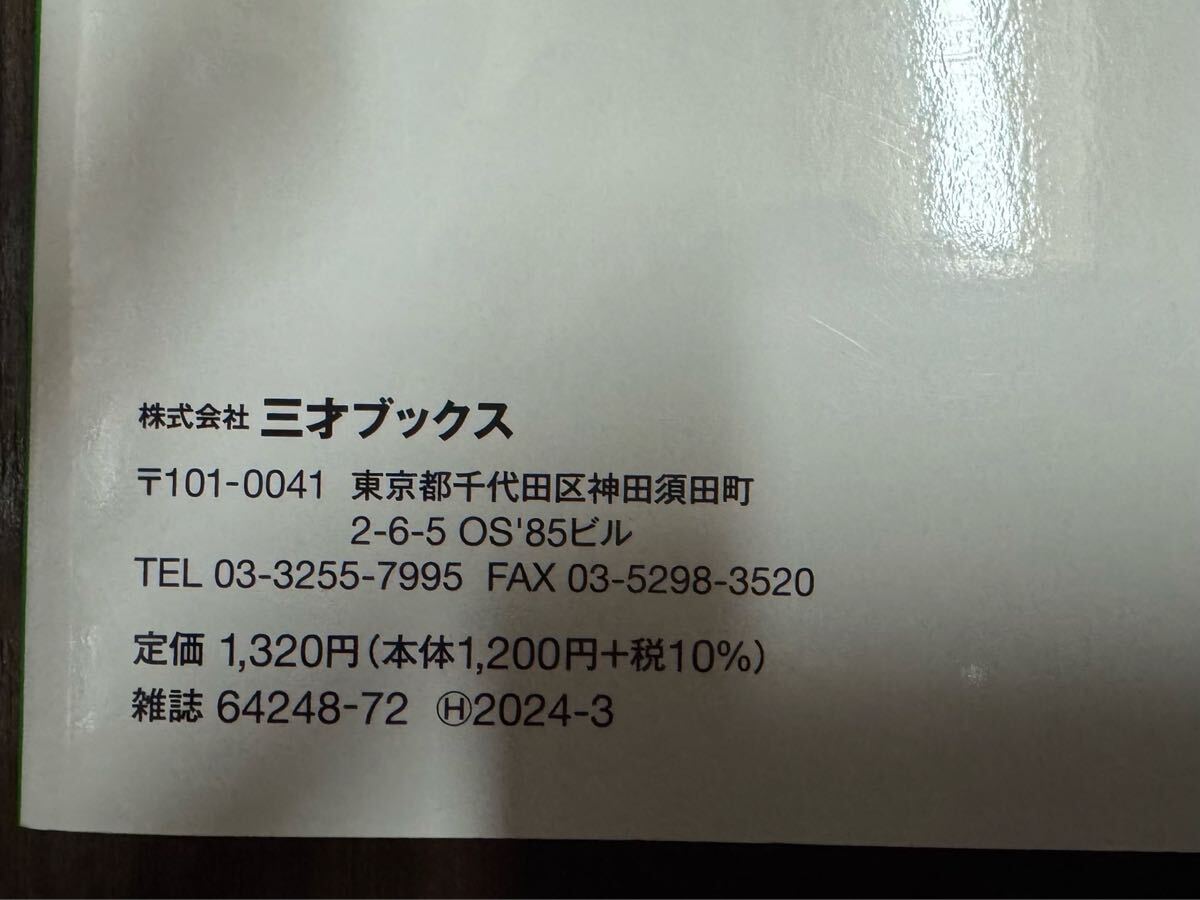 株式会社 三才ブックス
〒101-0041 東京都千代田区神田須田町
2-6-5 OS'85ビル
TEL 03-3255-7995 FAX 03-5298-3520
定価 1,320円(本体1,200円+税10%)
雑誌 64248-72 Ⓗ2024-3